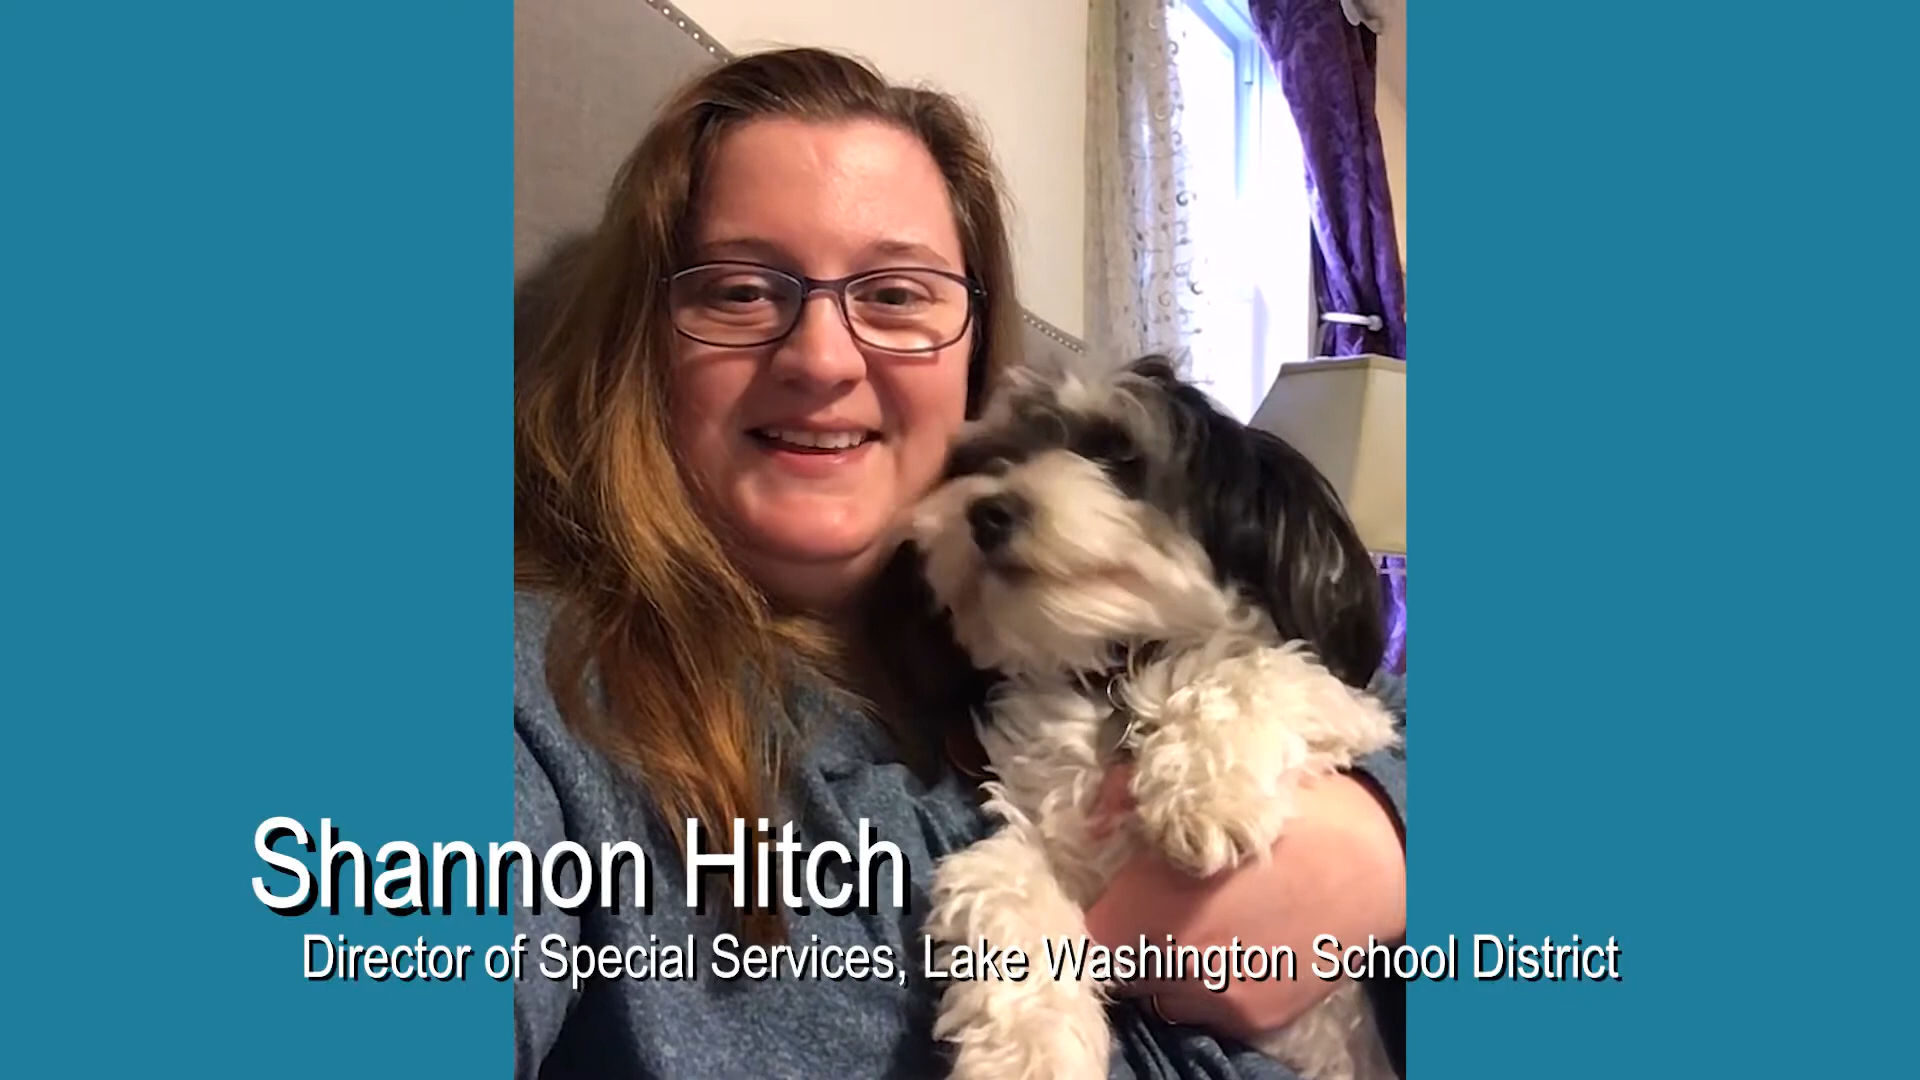 Shannon Hitch
Director of Special Services, Lake Washington School District